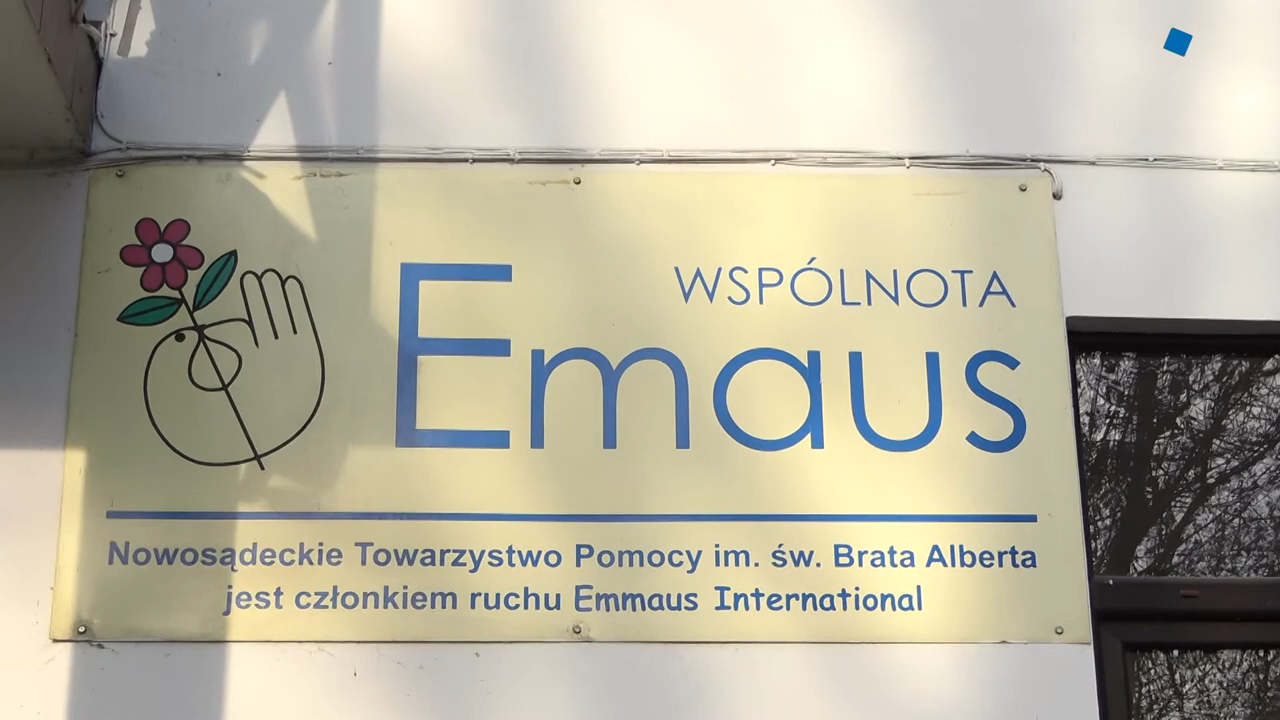 WSPÓLNOTA
Emaus
Nowosądeckie Towarzystwo Pomocy im. św. Brata Alberta
jest członkiem ruchu Emmaus International